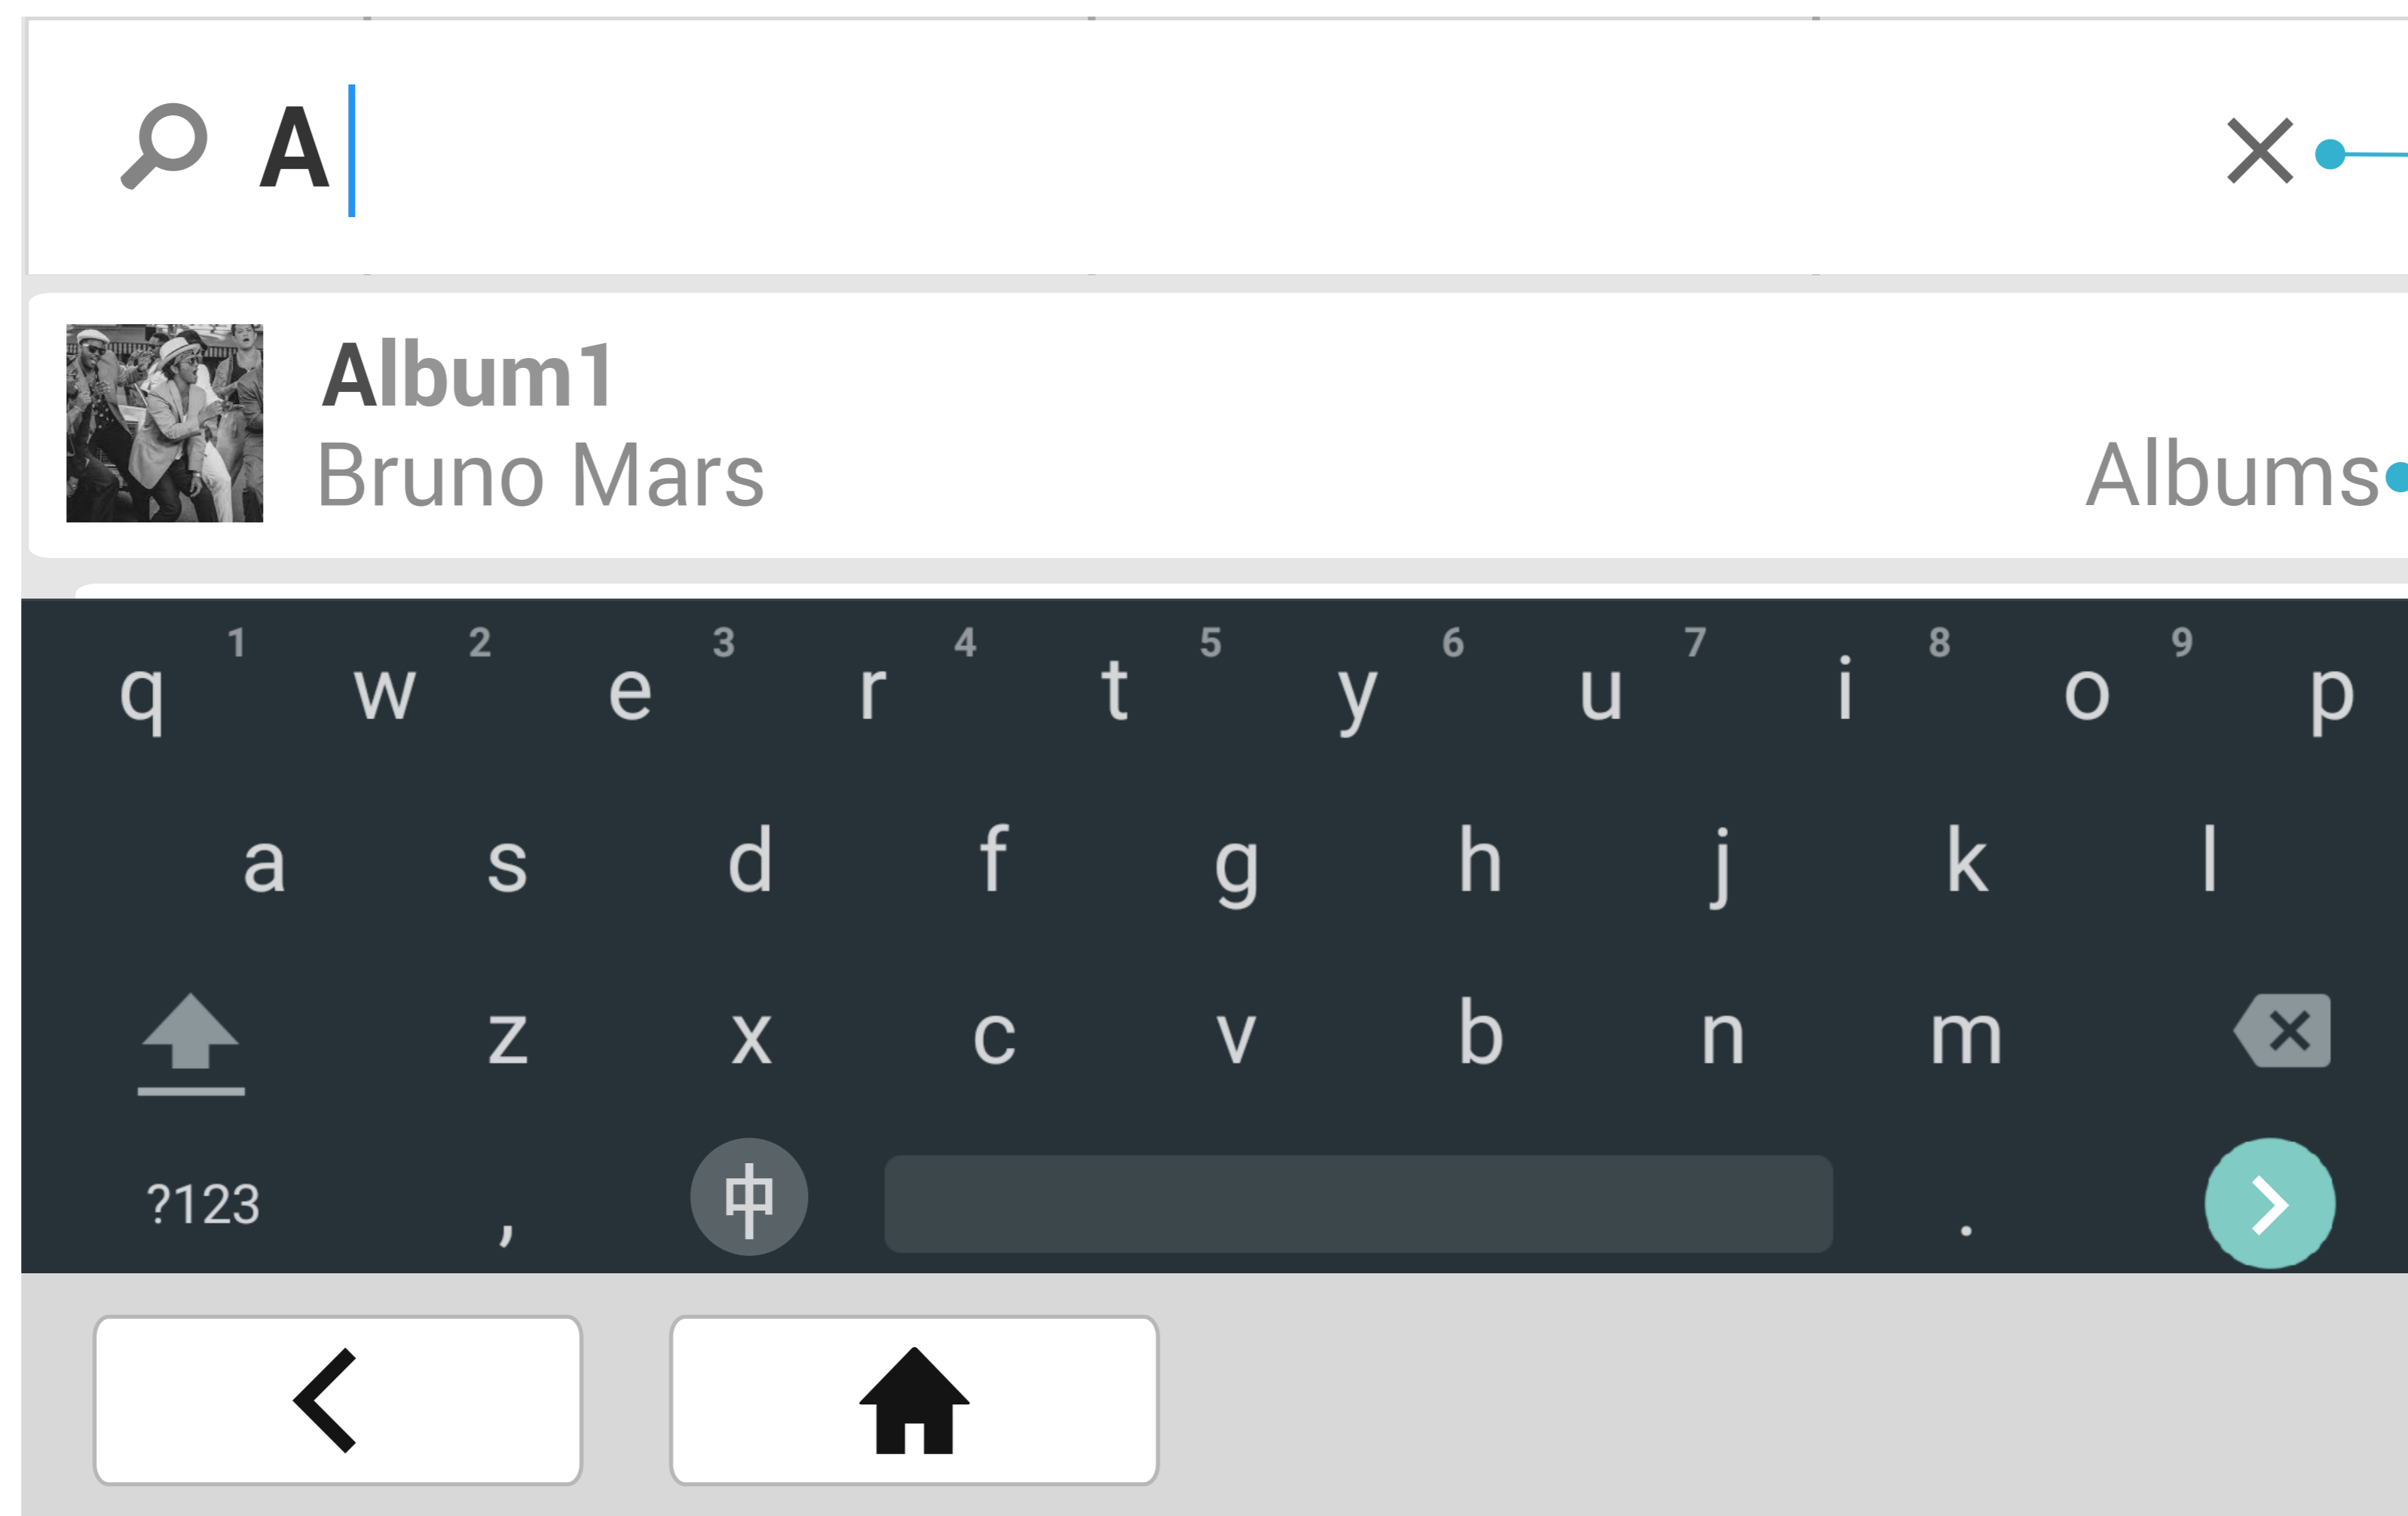 A
Album1
Bruno Mars
Albums
1 2 3 4 5 6 7 8 9
q w e r t y u i o p
a s d f g h j k l
z x c v b n m
?123 , 中 .